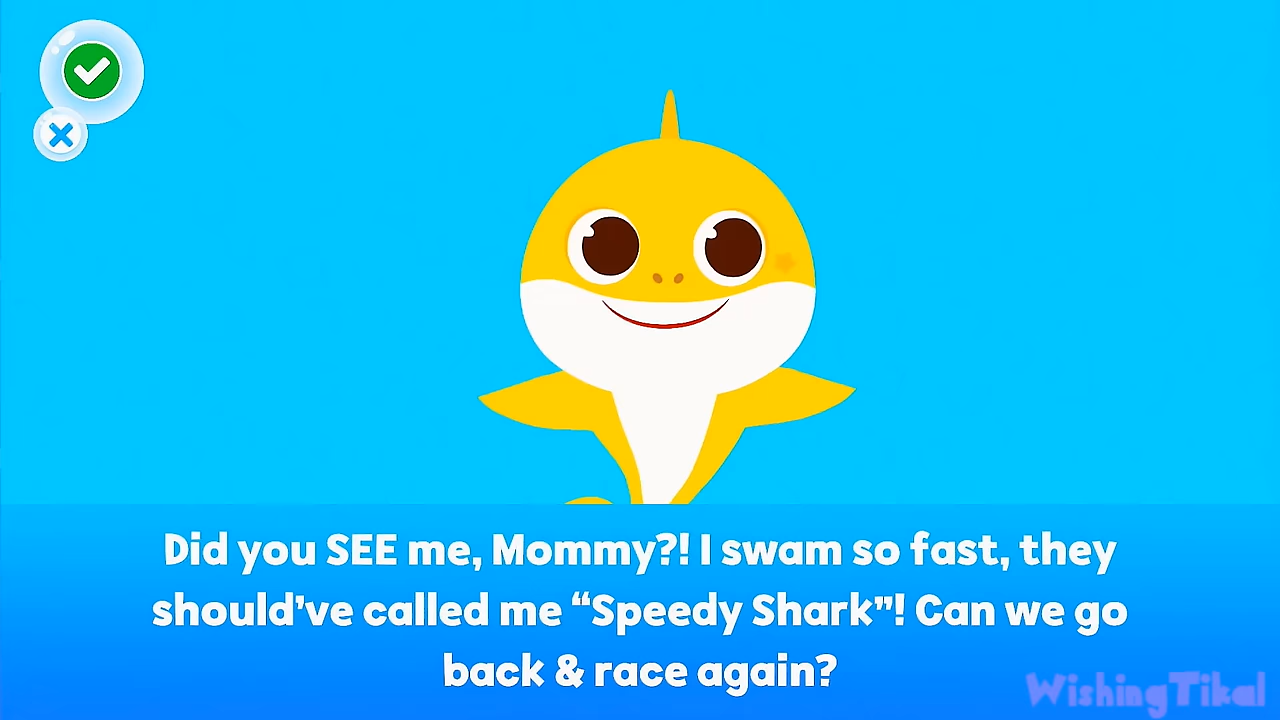 Did you SEE me, Mommy?! I swam so fast, they
should've called me “Speedy Shark”! Can we go
back & race again?
WishingTikal